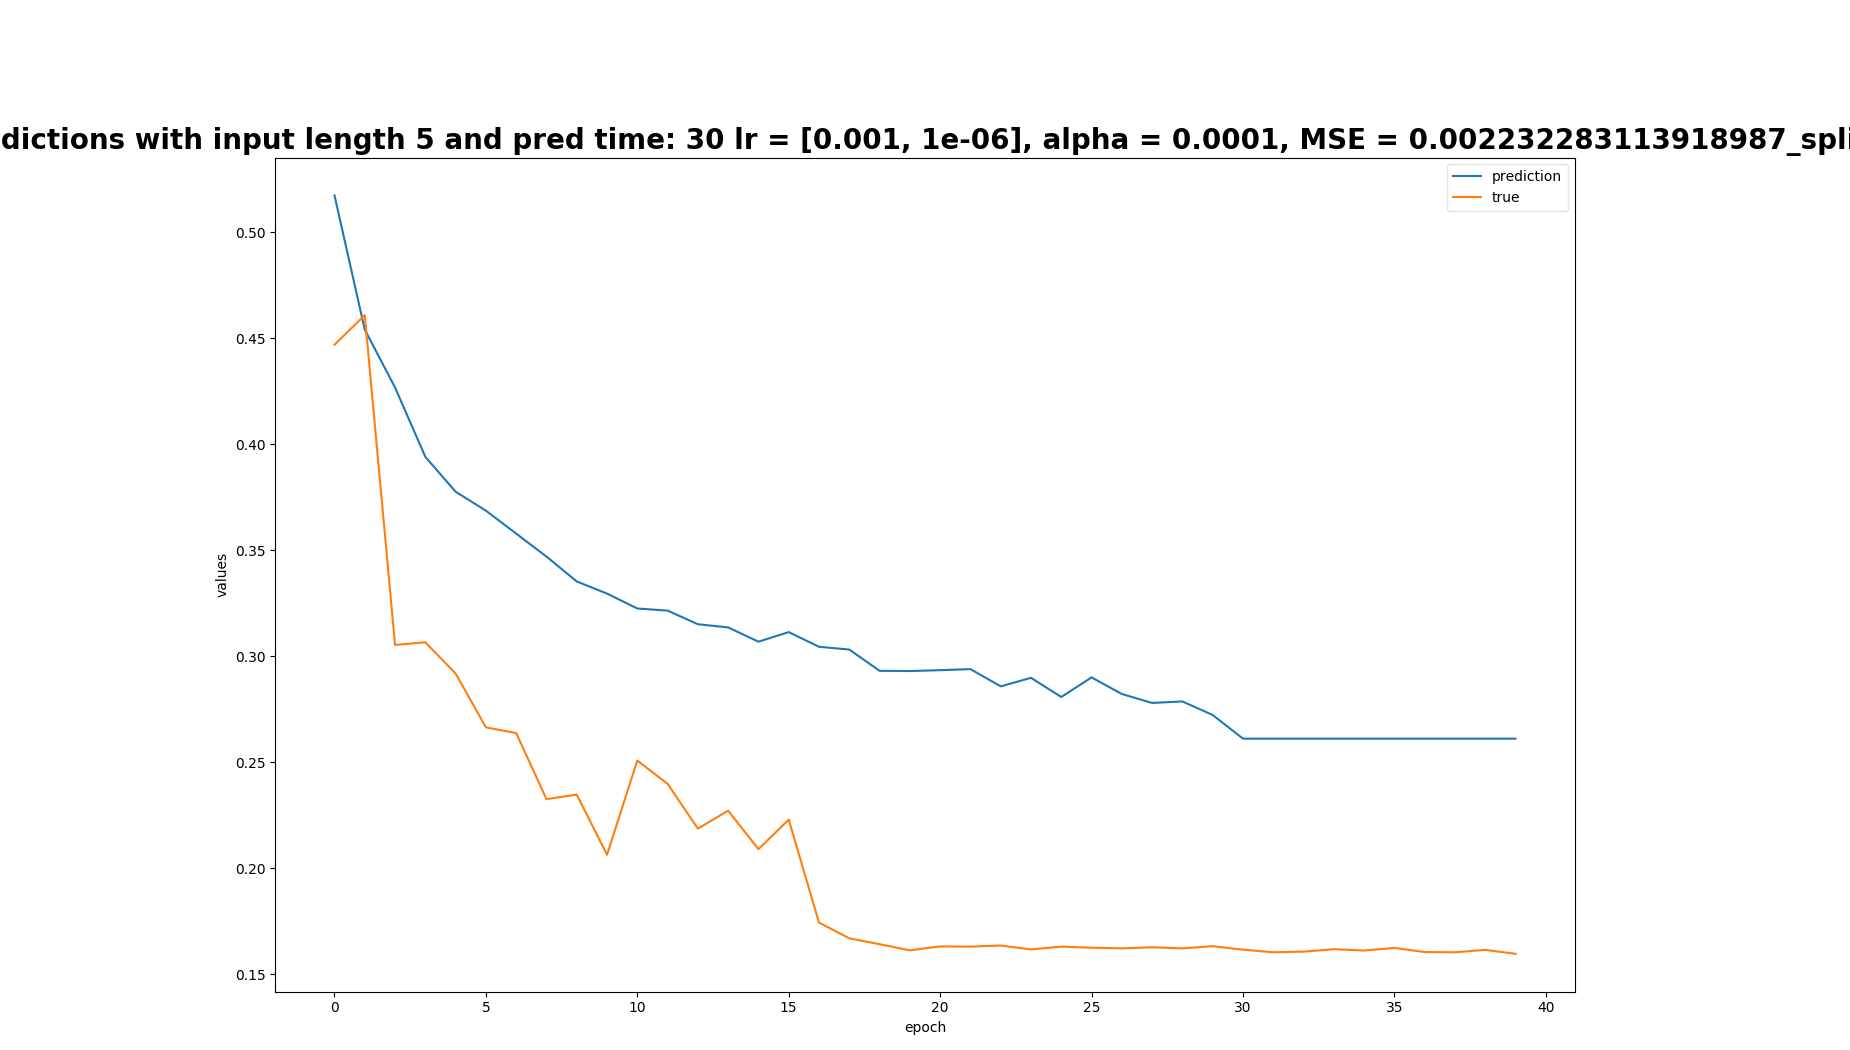 dictions with input length 5 and pred time: 30 lr = [0.001, 1e-06], alpha = 0.0001, MSE = 0.002232283113918987_spli
prediction
true
0.50
0.45
0.40
0.35
0.30
0.25
0.20
0.15
values
0 5 10 15 20 25 30 35 40
epoch